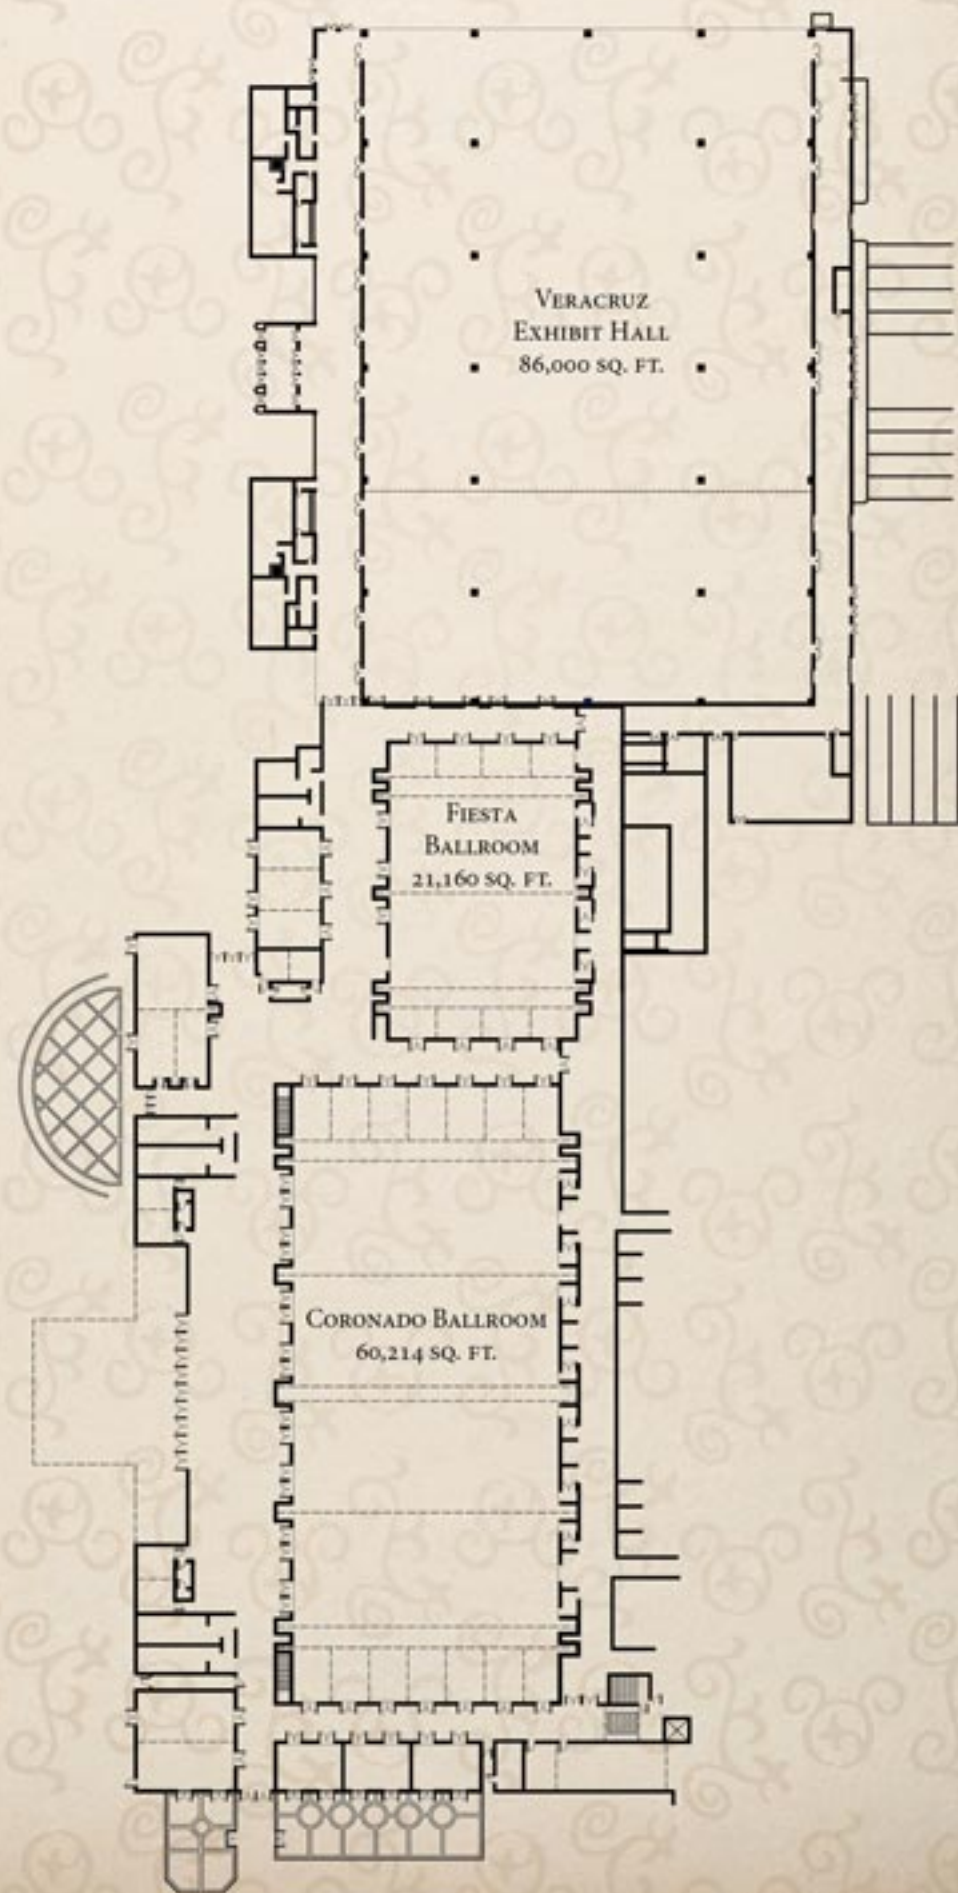 Veracruz
Exhibit Hall
86,000 sq. ft.
Fiesta
Ballroom
21,160 sq. ft.
Coronado Ballroom
60,214 sq. ft.